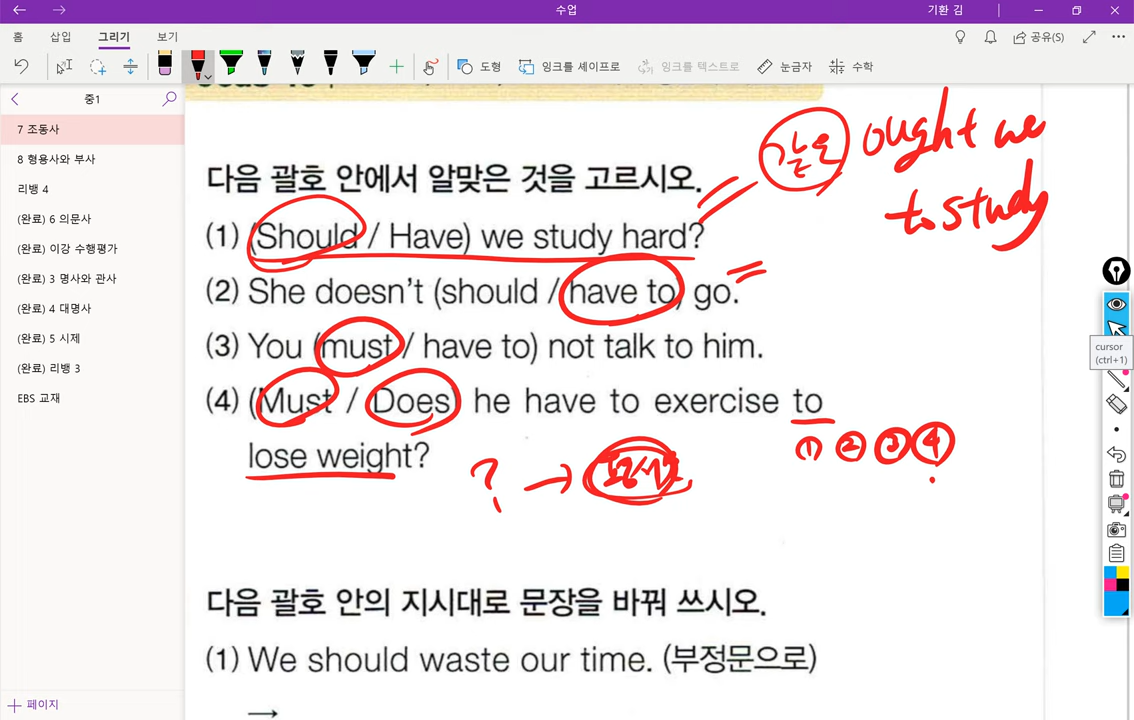 수업
기환 김
홈 삽입 그리기 보기
공유(S)
도형 잉크를 셰이프로 잉크를 텍스트로 눈금자 수학
중1
7 조동사
8 형용사와 부사
리뱅 4
(완료) 6 의문사
(완료) 이강 수행평가
(완료) 3 명사와 관사
(완료) 4 대명사
(완료) 5 시제
(완료) 리뱅 3
EBS 교재
페이지
ought we
to study
다음 괄호 안에서 알맞은 것을 고르시오.
(1) (Should / Have) we study hard?
(2) She doesn't (should / have to) go.
(3) You (must / have to) not talk to him.
(4) (Must / Does) he have to exercise to
lose weight?
① ② ③ ④
? →
다음 괄호 안의 지시대로 문장을 바꿔 쓰시오.
(1) We should waste our time. (부정문으로)
→
cursor
(ctrl+1)